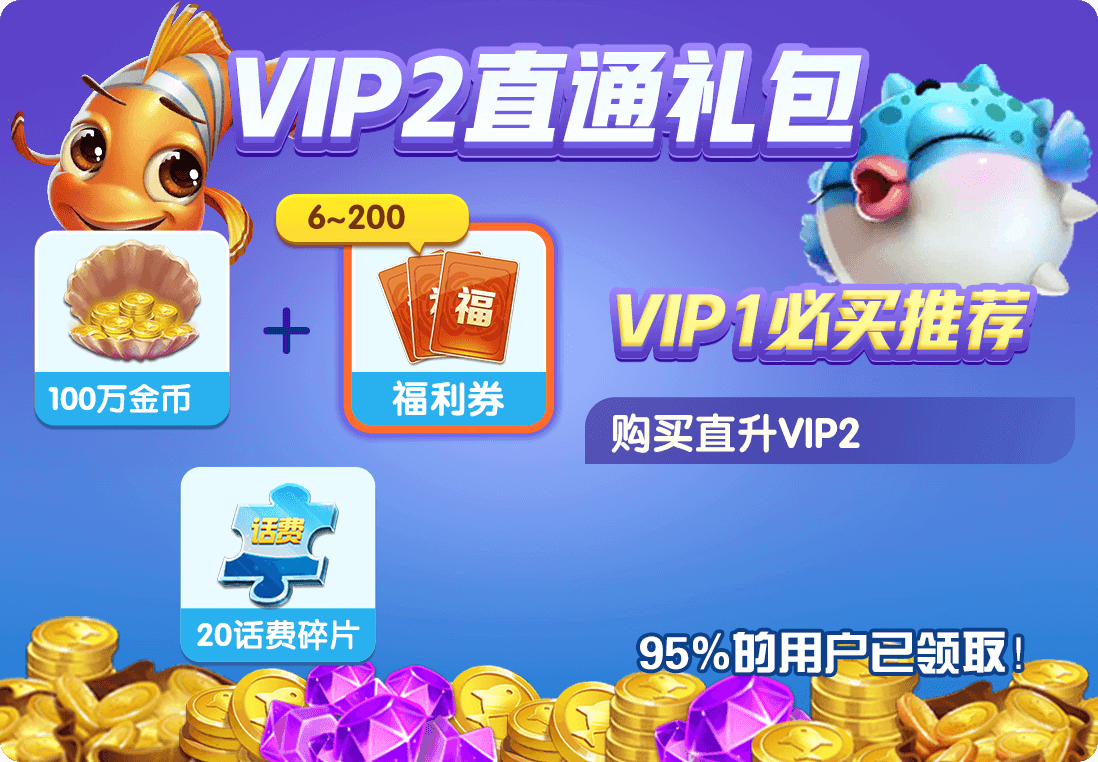 VIP2直通礼包
6~200
福
100万金币
福利券
VIP1必买推荐
购买直升VIP2
话费
20话费碎片
95%的用户已领取!